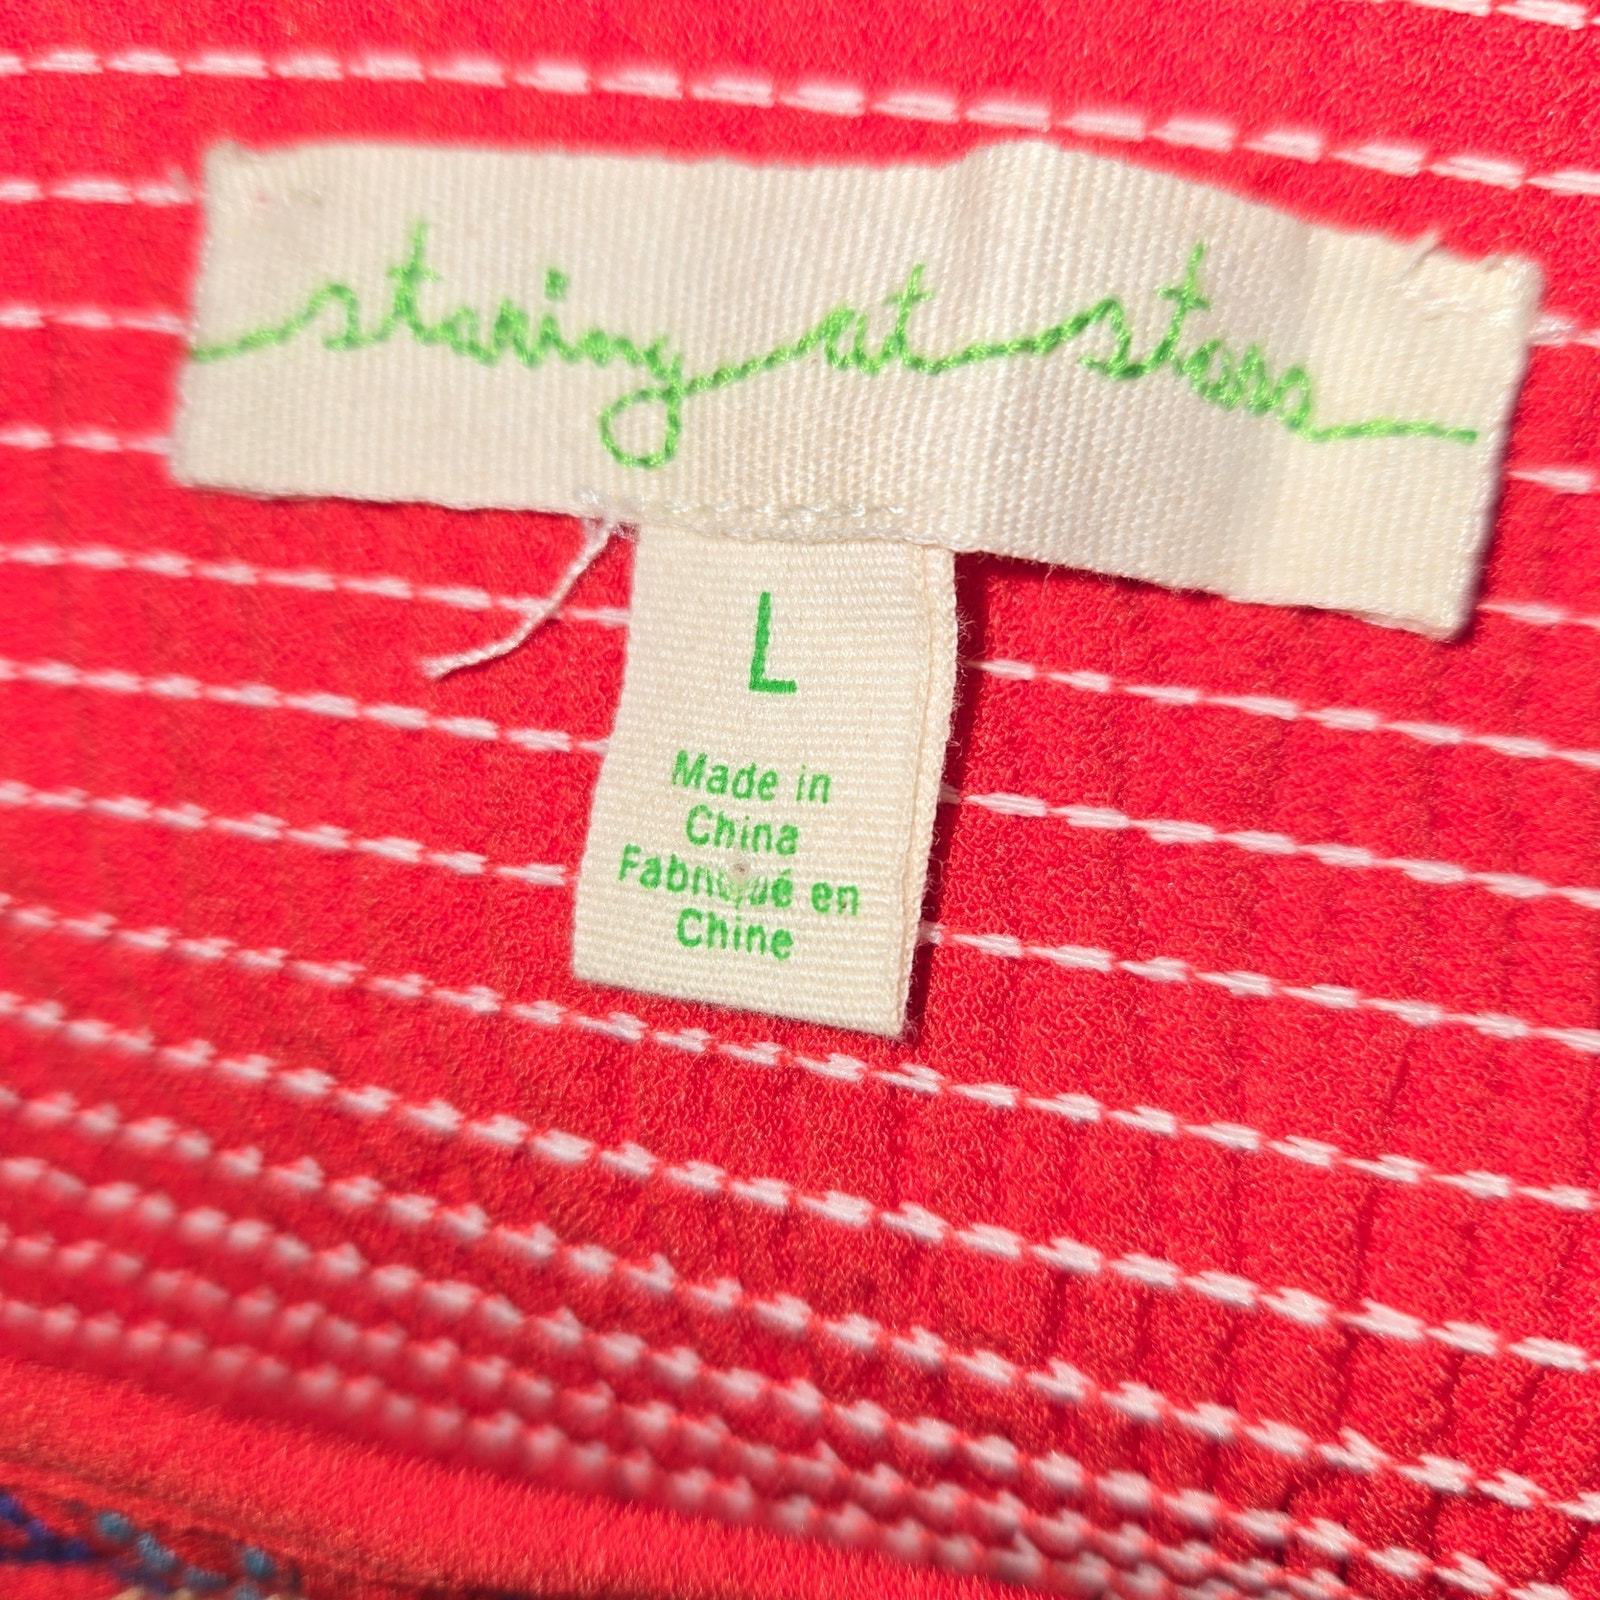 staring at stars
L
Made in
China
Fabriqué en
Chine